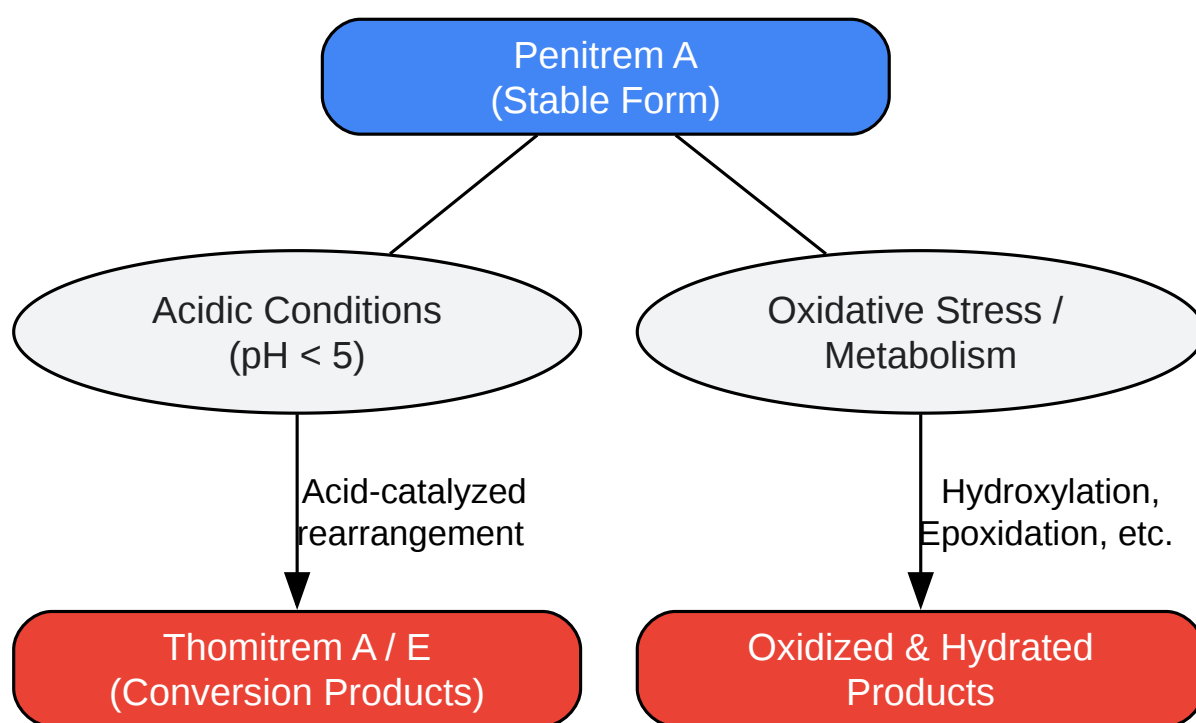 Penitrem A
(Stable Form)
Acidic Conditions
(pH < 5)
Oxidative Stress /
Metabolism
Acid-catalyzed
rearrangement
Hydroxylation,
Epoxidation, etc.
Thomitrem A / E
(Conversion Products)
Oxidized & Hydrated
Products